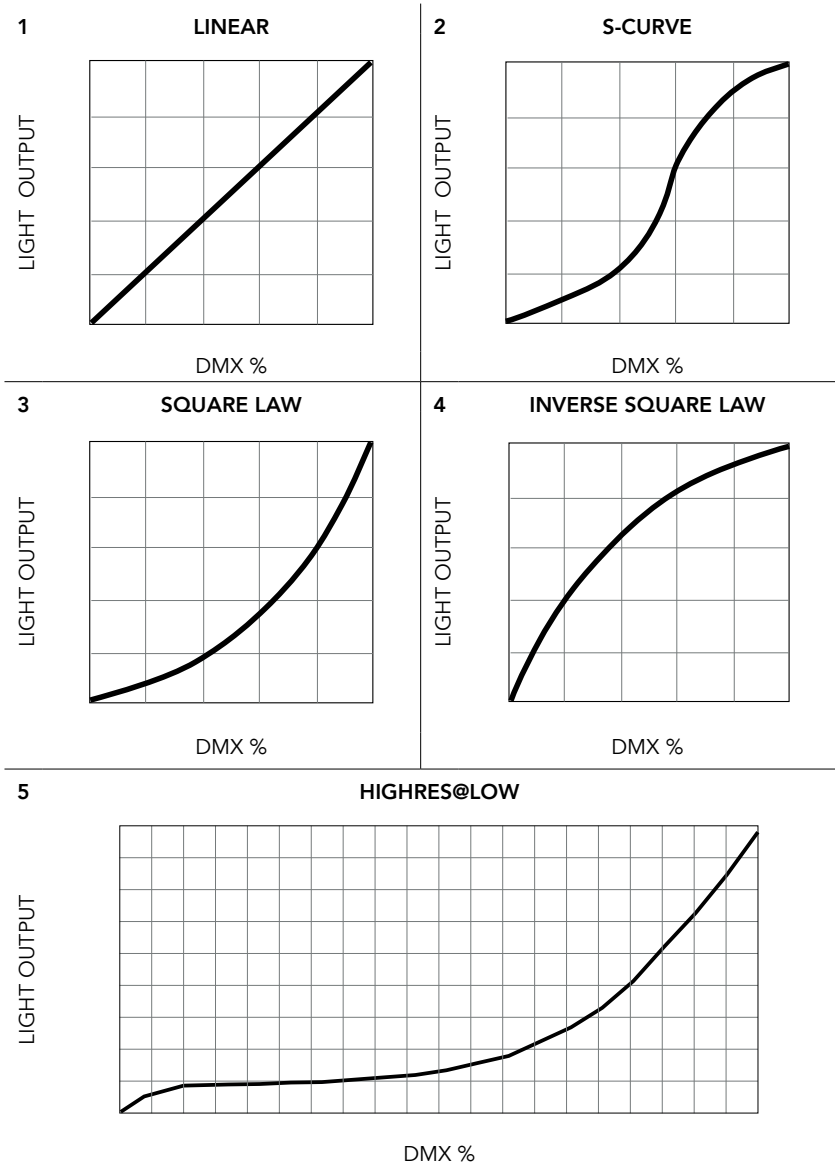 1
LINEAR
LIGHT OUTPUT
DMX %
2
S-CURVE
LIGHT OUTPUT
DMX %
3
SQUARE LAW
LIGHT OUTPUT
DMX %
4
INVERSE SQUARE LAW
LIGHT OUTPUT
DMX %
5
HIGHRES@LOW
LIGHT OUTPUT
DMX %